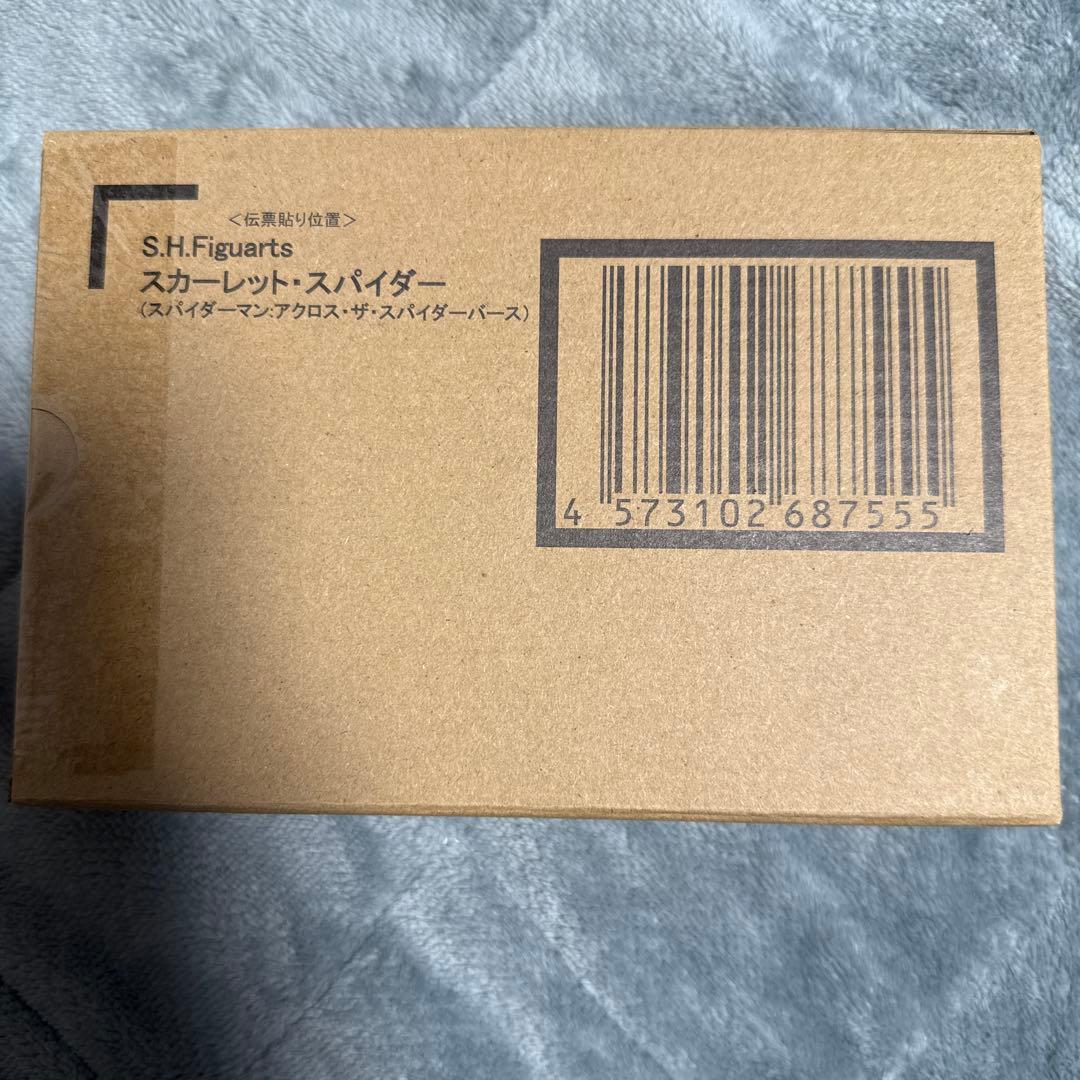 ＜伝票貼り位置＞
S.H.Figuarts
スカーレット・スパイダー
(スパイダーマン:アクロス・ザ・スパイダーバース)
4 573102 687555